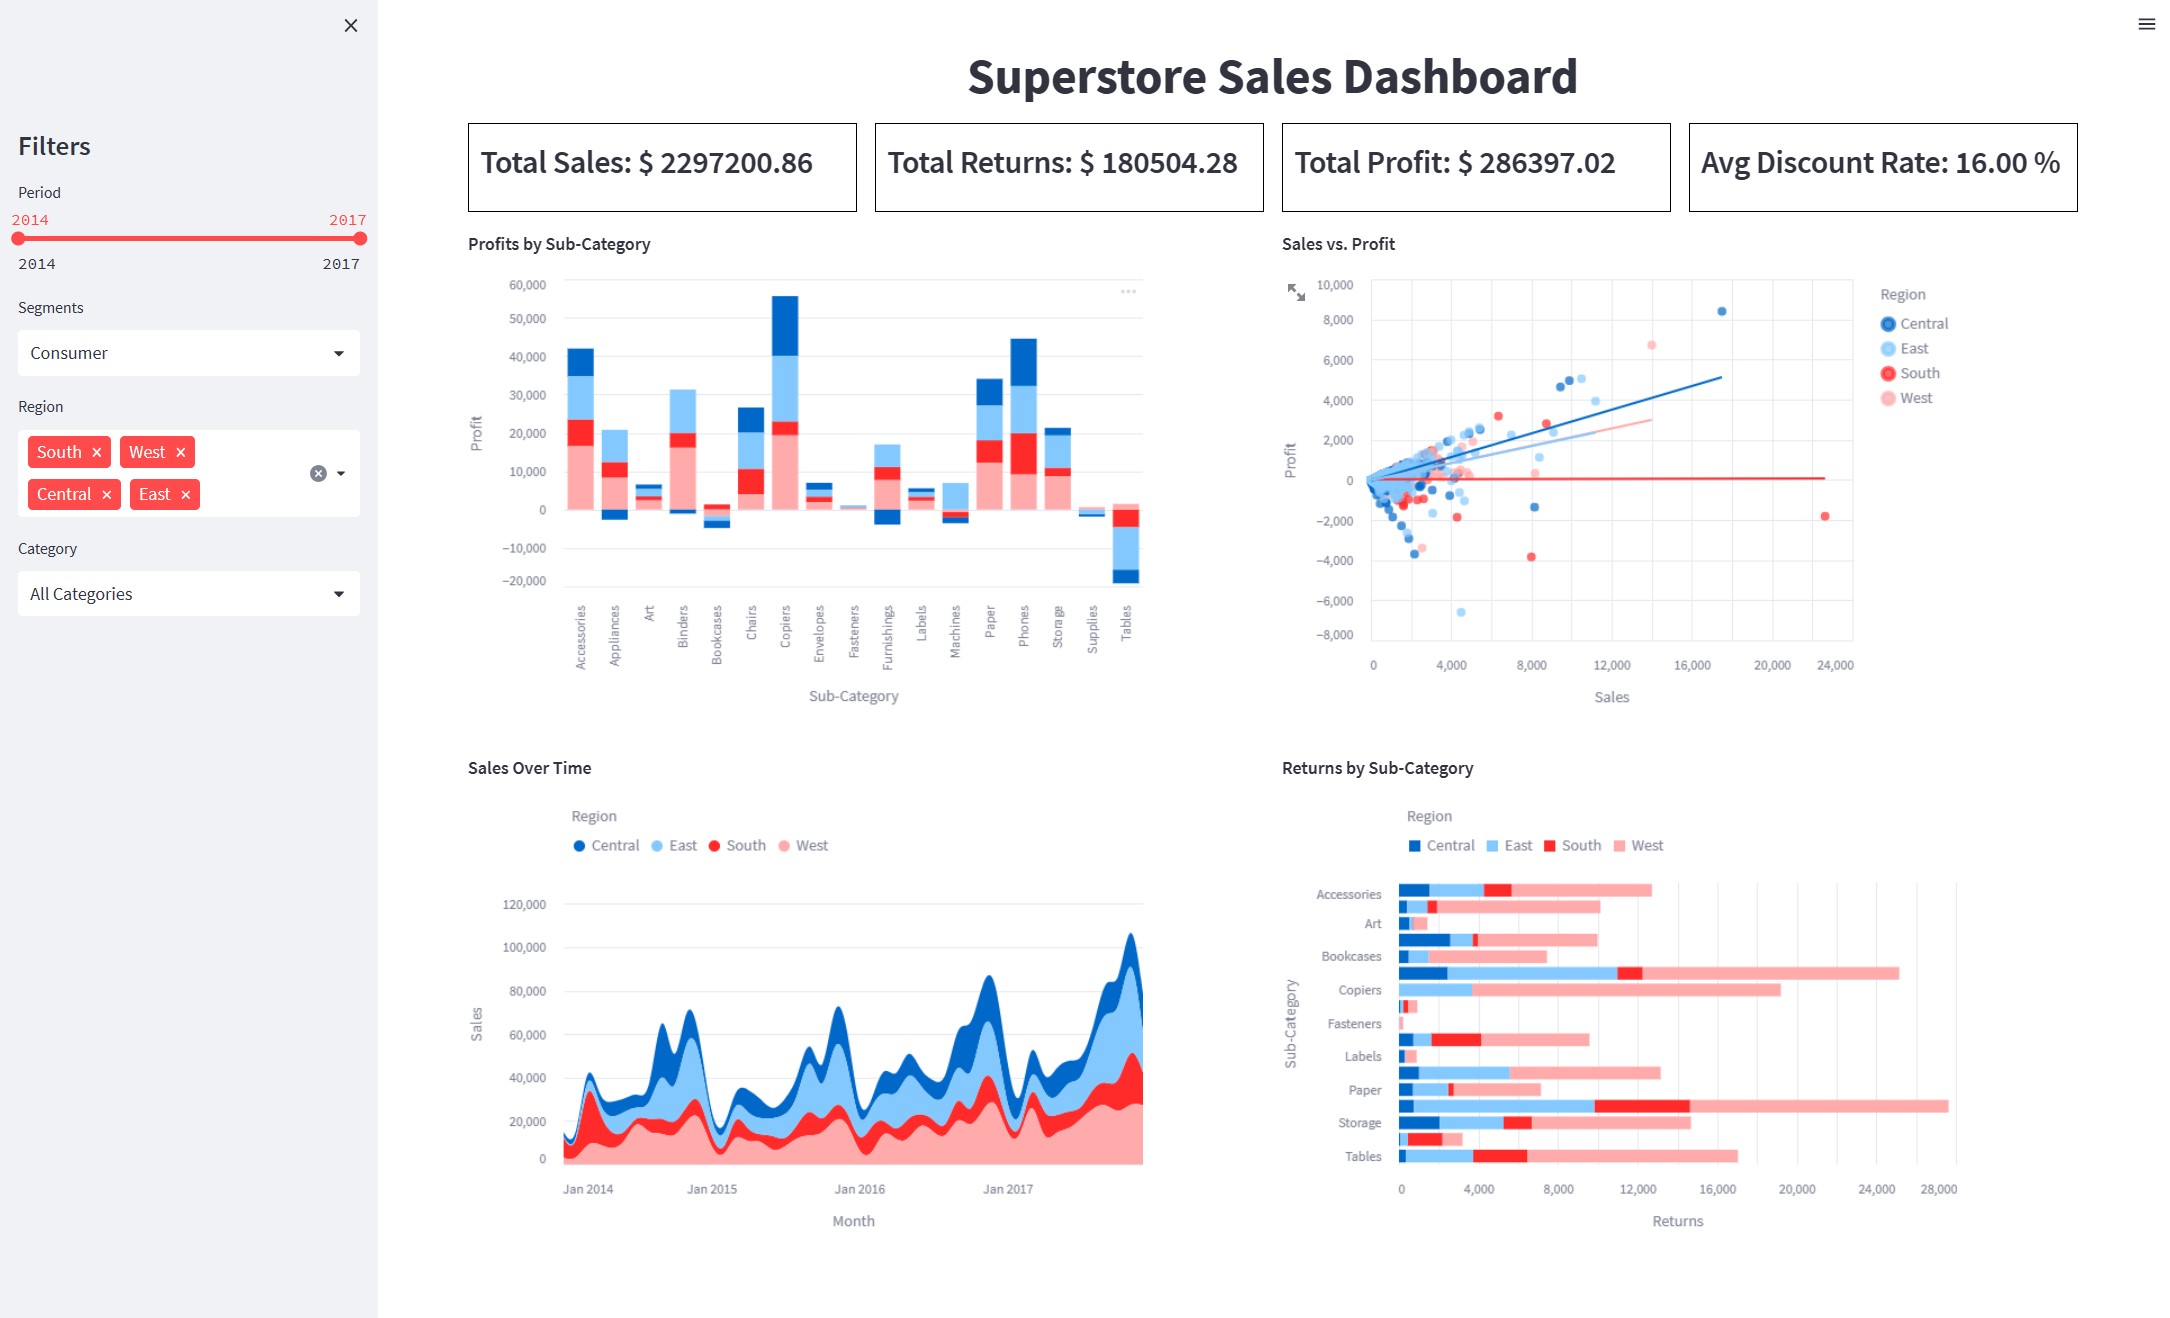 Filters
Period
2014 2017
2014 2017
Segments
Consumer
Region
South × West ×
Central × East ×
Category
All Categories
Superstore Sales Dashboard
Total Sales: $ 2297200.86
Total Returns: $ 180504.28
Total Profit: $ 286397.02
Avg Discount Rate: 16.00 %
Profits by Sub-Category
60,000
50,000
40,000
30,000
20,000
10,000
0
−10,000
−20,000
Profit
Accessories
Appliances
Art
Binders
Bookcases
Chairs
Copiers
Envelopes
Fasteners
Furnishings
Labels
Machines
Paper
Phones
Storage
Supplies
Tables
Sub-Category
Sales vs. Profit
10,000
8,000
6,000
4,000
2,000
0
−2,000
−4,000
−6,000
−8,000
Profit
0 4,000 8,000 12,000 16,000 20,000 24,000
Sales
Region
Central
East
South
West
Sales Over Time
Region
Central East South West
120,000
100,000
80,000
60,000
40,000
20,000
0
Sales
Jan 2014 Jan 2015 Jan 2016 Jan 2017
Month
Returns by Sub-Category
Region
Central East South West
Accessories
Art
Bookcases
Copiers
Fasteners
Labels
Paper
Storage
Tables
Sub-Category
0 4,000 8,000 12,000 16,000 20,000 24,000 28,000
Returns